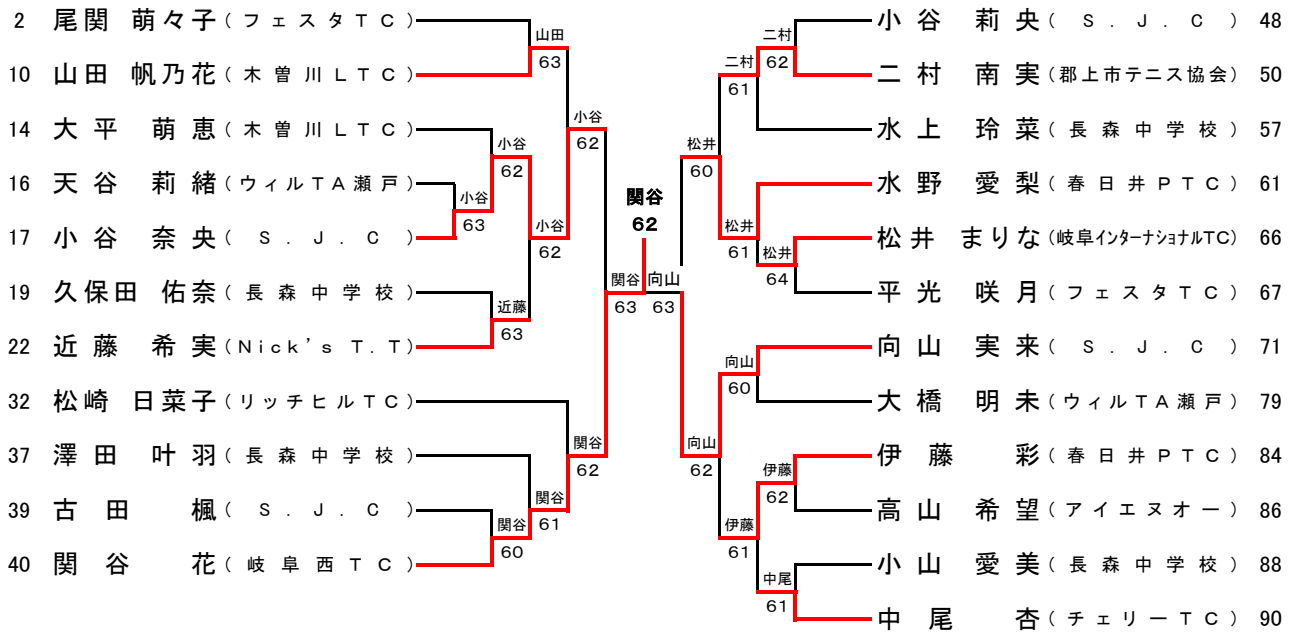 2 尾関 萌々子 (フェスタTC)
10 山田 帆乃花 (木曽川LTC)
14 大平 萌恵 (木曽川LTC)
16 天谷 莉緒 (ウィルTA瀬戸)
17 小谷 奈央 (S.J.C)
19 久保田 佑奈 (長森中学校)
22 近藤 希実 (Nick's T.T)
32 松崎 日菜子 (リッチヒルTC)
37 澤田 叶羽 (長森中学校)
39 古田 楓 (S.J.C)
40 関谷 花 (岐阜西TC)
山田
63
小谷
62
小谷
62
小谷
63
小谷
62
近藤
63
関谷
63
関谷
62
関谷
61
関谷
60
関谷
62
向山
63
二村
62
二村
61
松井
60
松井
61
松井
64
向山
60
向山
62
伊藤
62
伊藤
61
中尾
61
小谷 莉央 (S.J.C) 48
二村 南実 (郡上市テニス協会) 50
水上 玲菜 (長森中学校) 57
水野 愛梨 (春日井PTC) 61
松井 まりな (岐阜インターナショナルTC) 66
平光 咲月 (フェスタTC) 67
向山 実来 (S.J.C) 71
大橋 明未 (ウィルTA瀬戸) 79
伊藤 彩 (春日井PTC) 84
高山 希望 (アイエヌオー) 86
小山 愛美 (長森中学校) 88
中尾 杏 (チェリーTC) 90